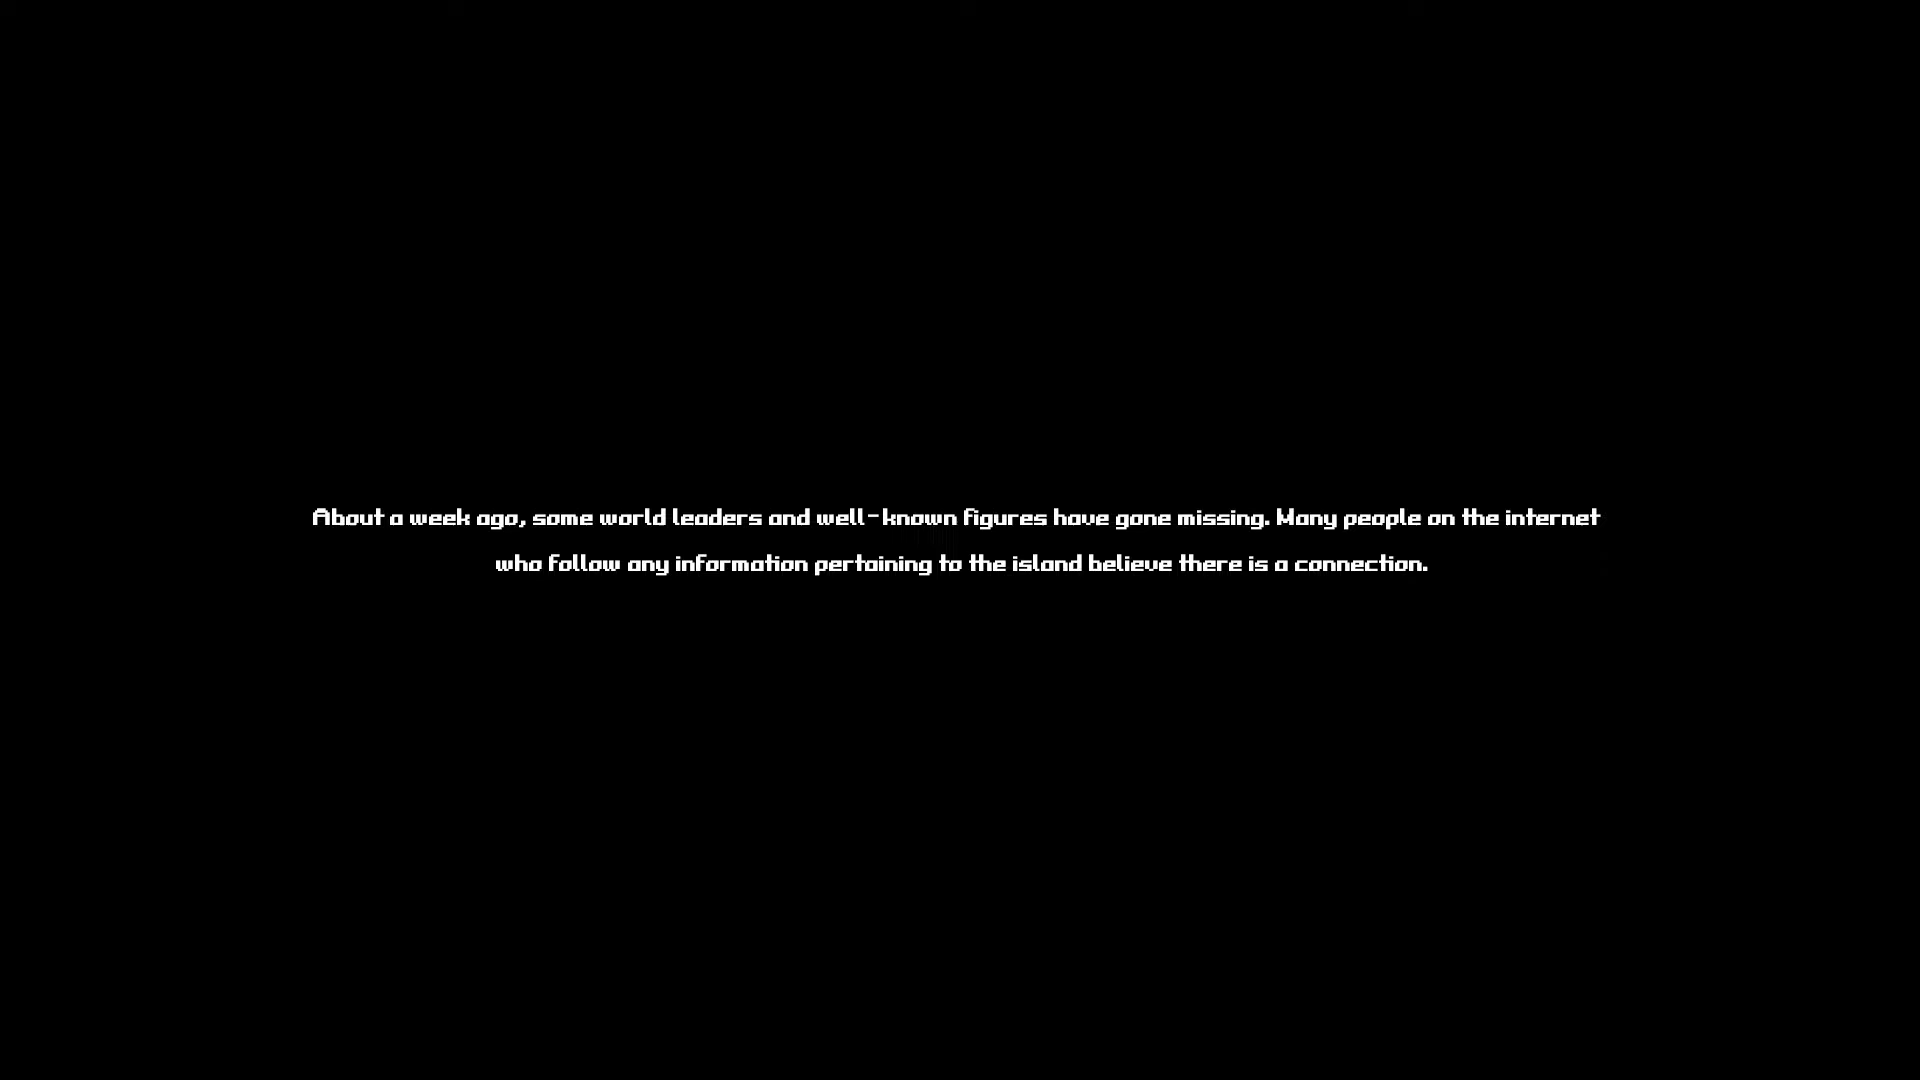 About a week ago, some world leaders and well-known figures have gone missing. Many people on the internet
who follow any information pertaining to the island believe there is a connection.